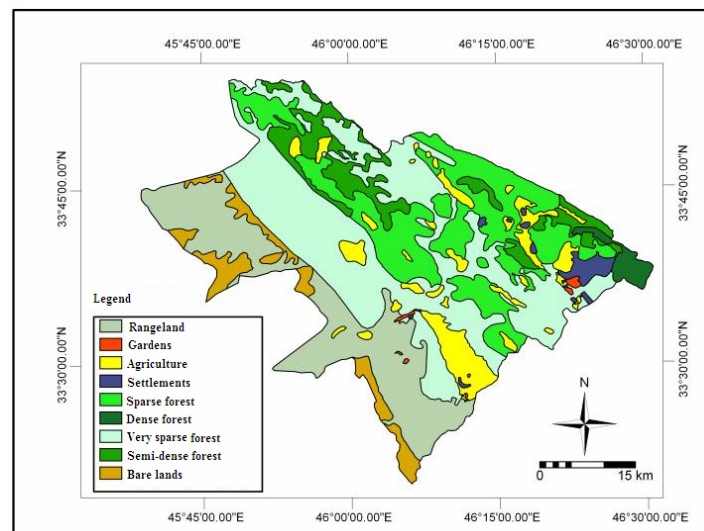 45°45'00.00"E 46°00'00.00"E 46°15'00.00"E 46°30'00.00"E
33°45'00.00"N 33°45'00.00"N
33°30'00.00"N 33°30'00.00"N
Legend
Rangeland
Gardens
Agriculture
Settlements
Sparse forest
Dense forest
Very sparse forest
Semi-dense forest
Bare lands
N
0 15 km
45°45'00.00"E 46°00'00.00"E 46°15'00.00"E 46°30'00.00"E